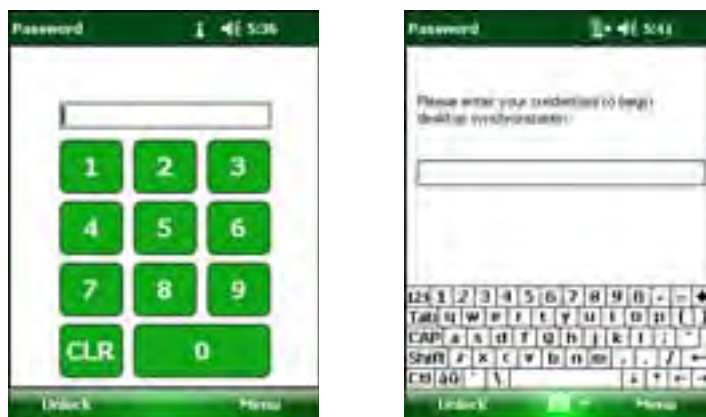 Password 5:36
1 2 3
4 5 6
7 8 9
CLR 0
Unlock Menu
Password 5:41
Please enter your credentials to begin
desktop synchronization:
123 1 2 3 4 5 6 7 8 9 0 - =
Tab q w e r t y u i o p [ ]
CAP a s d f g h j k l ; '
Shift z x c v b n m , . /
Ctl áü ` \
Unlock Menu